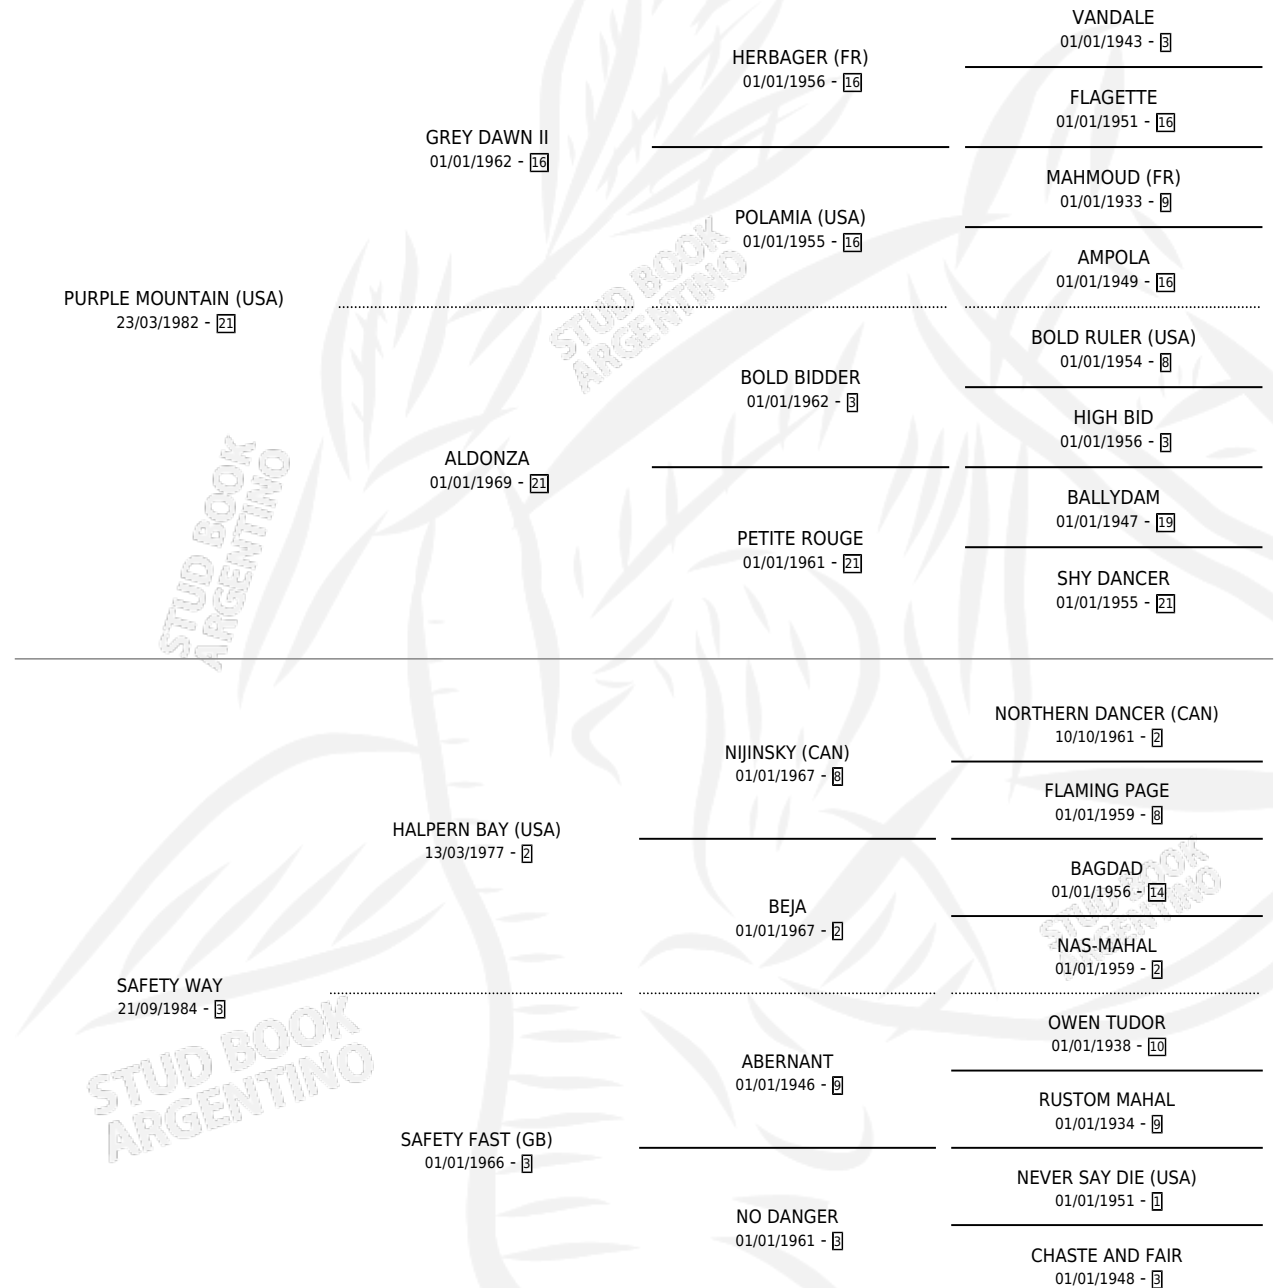 VANDALE
01/01/1943 - 3
HERBAGER (FR)
01/01/1956 - 16
FLAGETTE
01/01/1951 - 16
GREY DAWN II
01/01/1962 - 16
MAHMOUD (FR)
01/01/1933 - 9
POLAMIA (USA)
01/01/1955 - 16
AMPOLA
01/01/1949 - 16
PURPLE MOUNTAIN (USA)
23/03/1982 - 21
BOLD RULER (USA)
01/01/1954 - 8
BOLD BIDDER
01/01/1962 - 3
HIGH BID
01/01/1956 - 3
ALDONZA
01/01/1969 - 21
BALLYDAM
01/01/1947 - 19
PETITE ROUGE
01/01/1961 - 21
SHY DANCER
01/01/1955 - 21
NORTHERN DANCER (CAN)
10/10/1961 - 2
NIJINSKY (CAN)
01/01/1967 - 8
FLAMING PAGE
01/01/1959 - 8
HALPERN BAY (USA)
13/03/1977 - 2
BAGDAD
01/01/1956 - 14
BEJA
01/01/1967 - 2
NAS-MAHAL
01/01/1959 - 2
SAFETY WAY
21/09/1984 - 3
OWEN TUDOR
01/01/1938 - 10
ABERNANT
01/01/1946 - 9
RUSTOM MAHAL
01/01/1934 - 9
SAFETY FAST (GB)
01/01/1966 - 3
NEVER SAY DIE (USA)
01/01/1951 - 1
NO DANGER
01/01/1961 - 3
CHASTE AND FAIR
01/01/1948 - 3
STUD BOOK
ARGENTINO
STUD BOOK
ARGENTINO
STUD BOOK
ARGENTINO
STUD BOOK
ARGENTINO